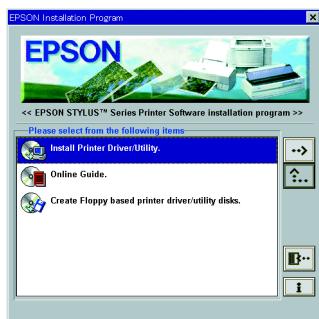 EPSON Installation Program
EPSON
<< EPSON STYLUS™ Series Printer Software installation program >>
Please select from the following items
Install Printer Driver/Utility.
Online Guide.
Create Floppy based printer driver/utility disks.